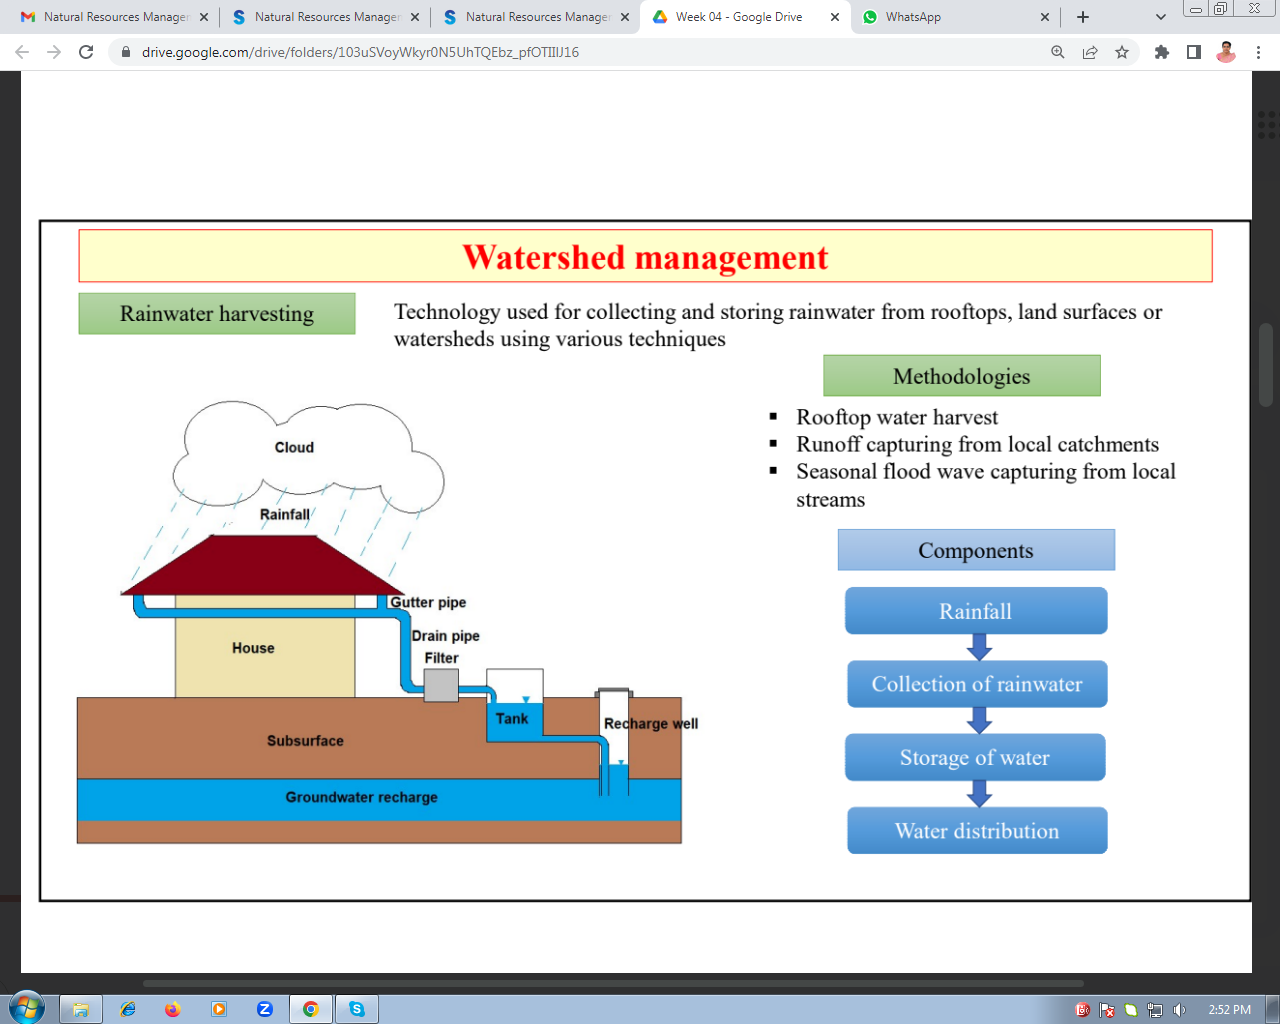 Natural Resources Manager
Natural Resources Managen
Natural Resources Manager
Week 04 - Google Drive
WhatsApp
drive.google.com/drive/folders/103uSVoyWkyr0N5UhTQEbz_pfOTIIIJ16
Watershed management
Rainwater harvesting
Technology used for collecting and storing rainwater from rooftops, land surfaces or
watersheds using various techniques
Methodologies
▪ Rooftop water harvest
▪ Runoff capturing from local catchments
▪ Seasonal flood wave capturing from local
streams
Cloud
Rainfall
Gutter pipe
Drain pipe
Filter
House
Tank
Recharge well
Subsurface
Groundwater recharge
Components
Rainfall
Collection of rainwater
Storage of water
Water distribution
2:52 PM